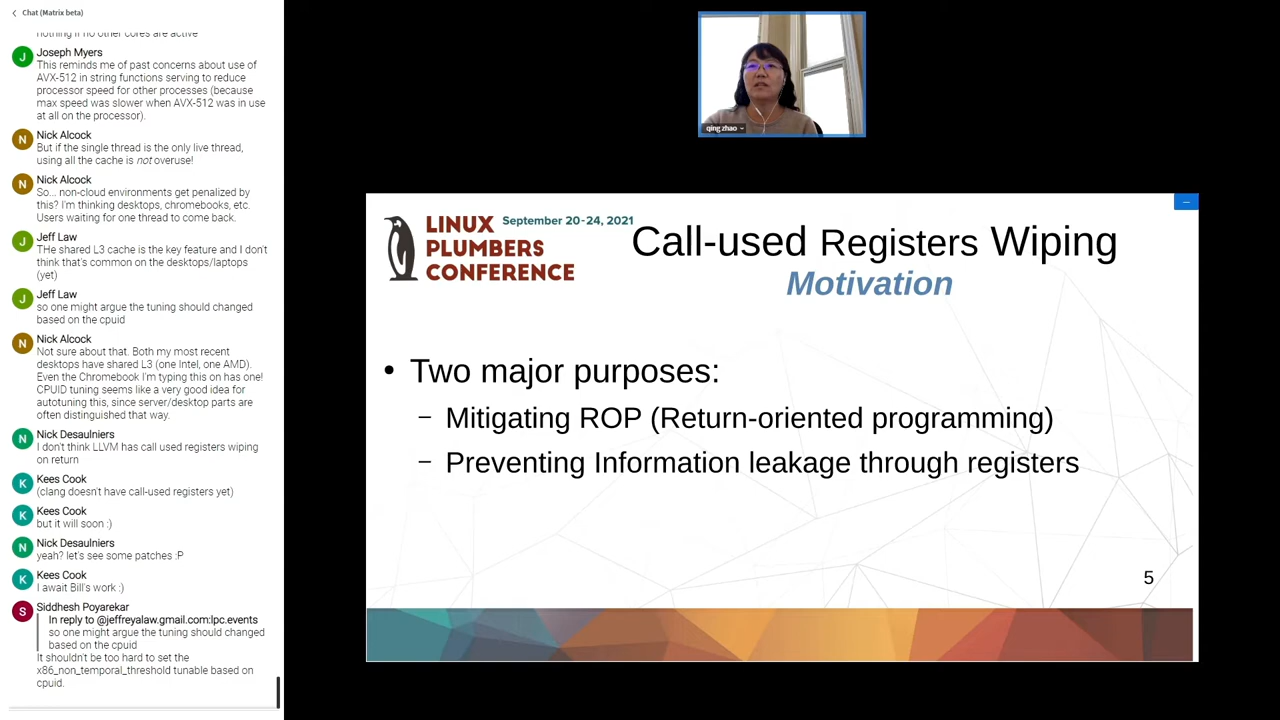 Chat (Matrix beta)
nothing if no other cores are active
Joseph Myers
This reminds me of past concerns about use of
AVX-512 in string functions serving to reduce
processor speed for other processes (because
max speed was slower when AVX-512 was in use
at all on the processor).
Nick Alcock
But if the single thread is the only live thread,
using all the cache is not overuse!
Nick Alcock
So... non-cloud environments get penalized by
this? I'm thinking desktops, chromebooks, etc.
Users waiting for one thread to come back.
Jeff Law
THe shared L3 cache is the key feature and I don't
think that's common on the desktops/laptops
(yet)
Jeff Law
so one might argue the tuning should changed
based on the cpuid
Nick Alcock
Not sure about that. Both my most recent
desktops have shared L3 (one Intel, one AMD).
Even the Chromebook I'm typing this on has one!
CPUID tuning seems like a very good idea for
autotuning this, since server/desktop parts are
often distinguished that way.
Nick Desaulniers
I don't think LLVM has call used registers wiping
on return
Kees Cook
(clang doesn't have call-used registers yet)
Kees Cook
but it will soon :)
Nick Desaulniers
yeah? let's see some patches :P
Kees Cook
I await Bill's work :)
Siddhesh Poyarekar
In reply to @jeffreyalaw.gmail.com:lpc.events
so one might argue the tuning should changed
based on the cpuid
It shouldn't be too hard to set the
x86_non_temporal_threshold tunable based on
cpuid.
J
N
N
J
J
N
N
K
K
N
K
S
qing zhao
LINUX
PLUMBERS
CONFERENCE
September 20-24, 2021
Call-used Registers Wiping
Motivation
• Two major purposes:
– Mitigating ROP (Return-oriented programming)
– Preventing Information leakage through registers
5